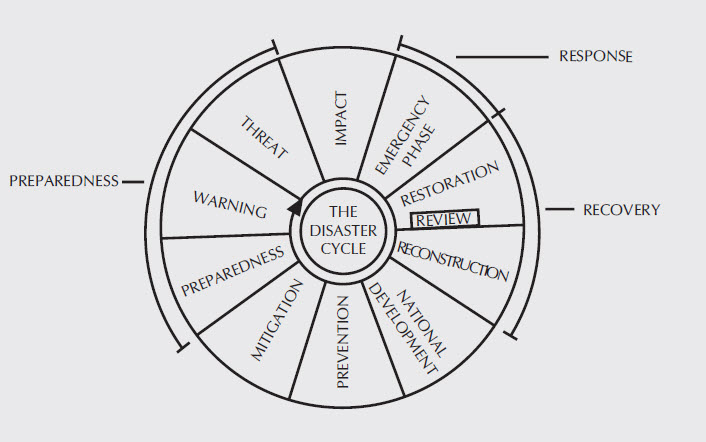 RESPONSE
IMPACT
EMERGENCY
PHASE
THREAT
RESTORATION
PREPAREDNESS
WARNING
THE
DISASTER
CYCLE
REVIEW
RECOVERY
PREPAREDNESS
RECONSTRUCTION
MITIGATION
PREVENTION
NATIONAL
DEVELOPMENT